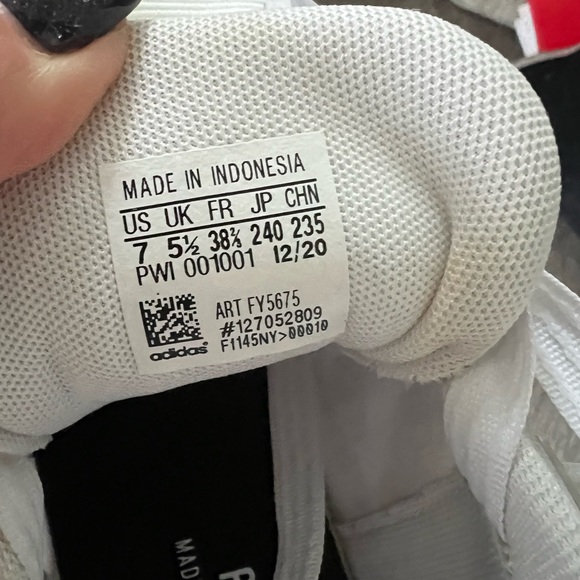 MADE IN INDONESIA
US UK FR JP CHN
7 5½ 38⅔ 240 235
PWI 001001 12/20
ART FY5675
#127052809
F1145NY>00010
adidas
MAD